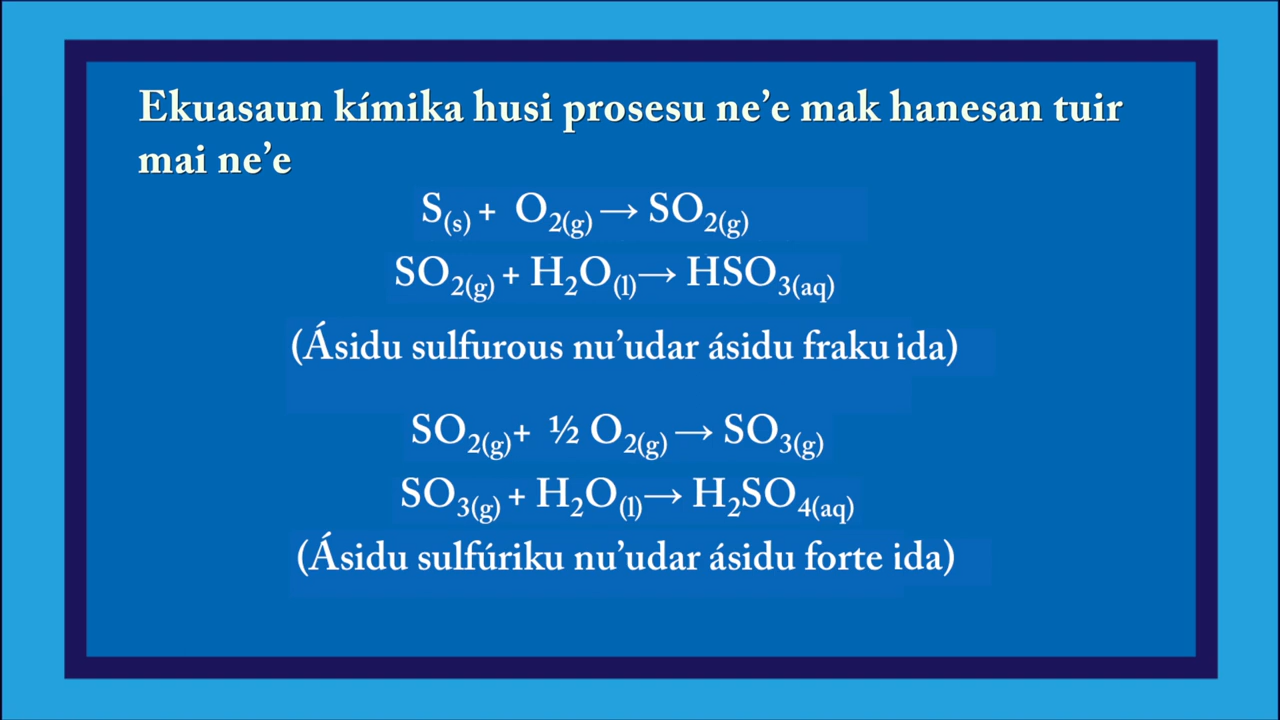 Ekuasaun kímika husi prosesu ne’e mak hanesan tuir
mai ne’e
S(s) + O₂(g) → SO₂(g)
SO₂(g) + H₂O(l) → HSO₃(aq)
(Ásidu sulfurous nu’udar ásidu fraku ida)
SO₂(g) + ½ O₂(g) → SO₃(g)
SO₃(g) + H₂O(l) → H₂SO₄(aq)
(Ásidu sulfúriku nu’udar ásidu forte ida)